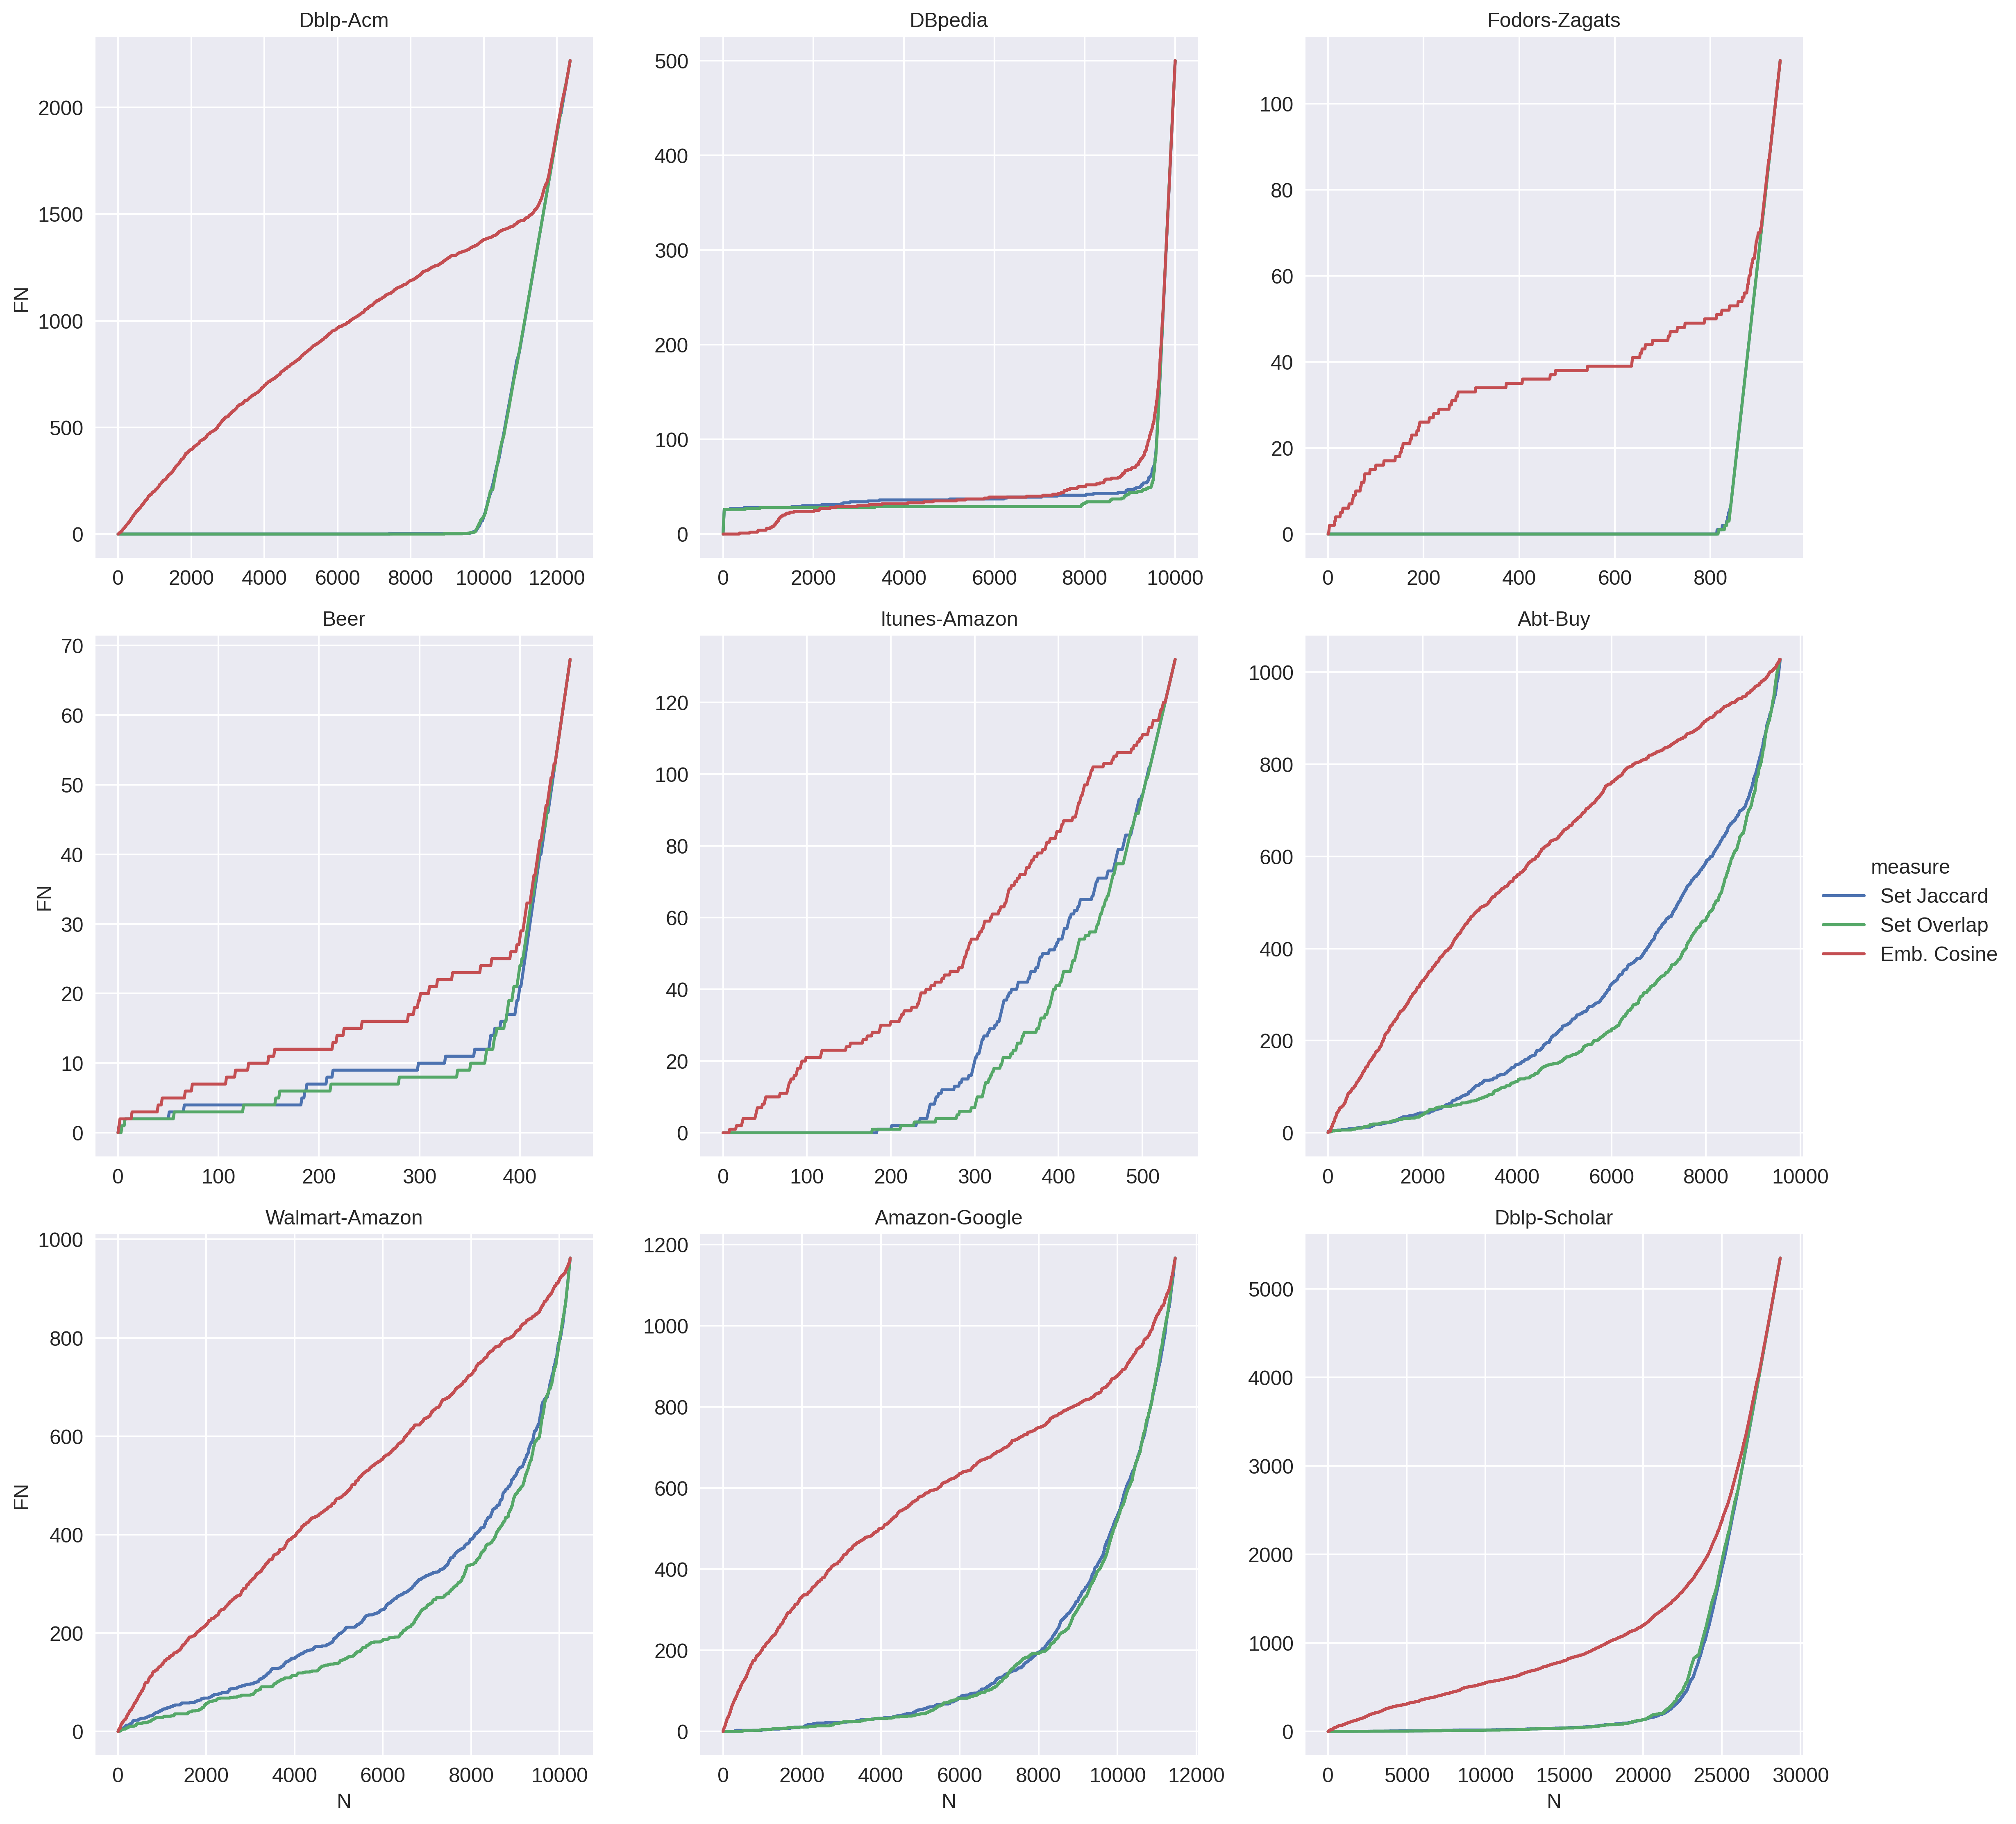 Dblp-Acm
DBpedia
Fodors-Zagats
FN
2000
1500
1000
500
0
0 2000 4000 6000 8000 10000 12000
500
400
300
200
100
0
0 2000 4000 6000 8000 10000
100
80
60
40
20
0
0 200 400 600 800
Beer
Itunes-Amazon
Abt-Buy
FN
70
60
50
40
30
20
10
0
0 100 200 300 400
120
100
80
60
40
20
0
0 100 200 300 400 500
1000
800
600
400
200
0
0 2000 4000 6000 8000 10000
measure
Set Jaccard
Set Overlap
Emb. Cosine
Walmart-Amazon
Amazon-Google
Dblp-Scholar
FN
1000
800
600
400
200
0
0 2000 4000 6000 8000 10000
N
1200
1000
800
600
400
200
0
0 2000 4000 6000 8000 10000 12000
N
5000
4000
3000
2000
1000
0
0 5000 10000 15000 20000 25000 30000
N